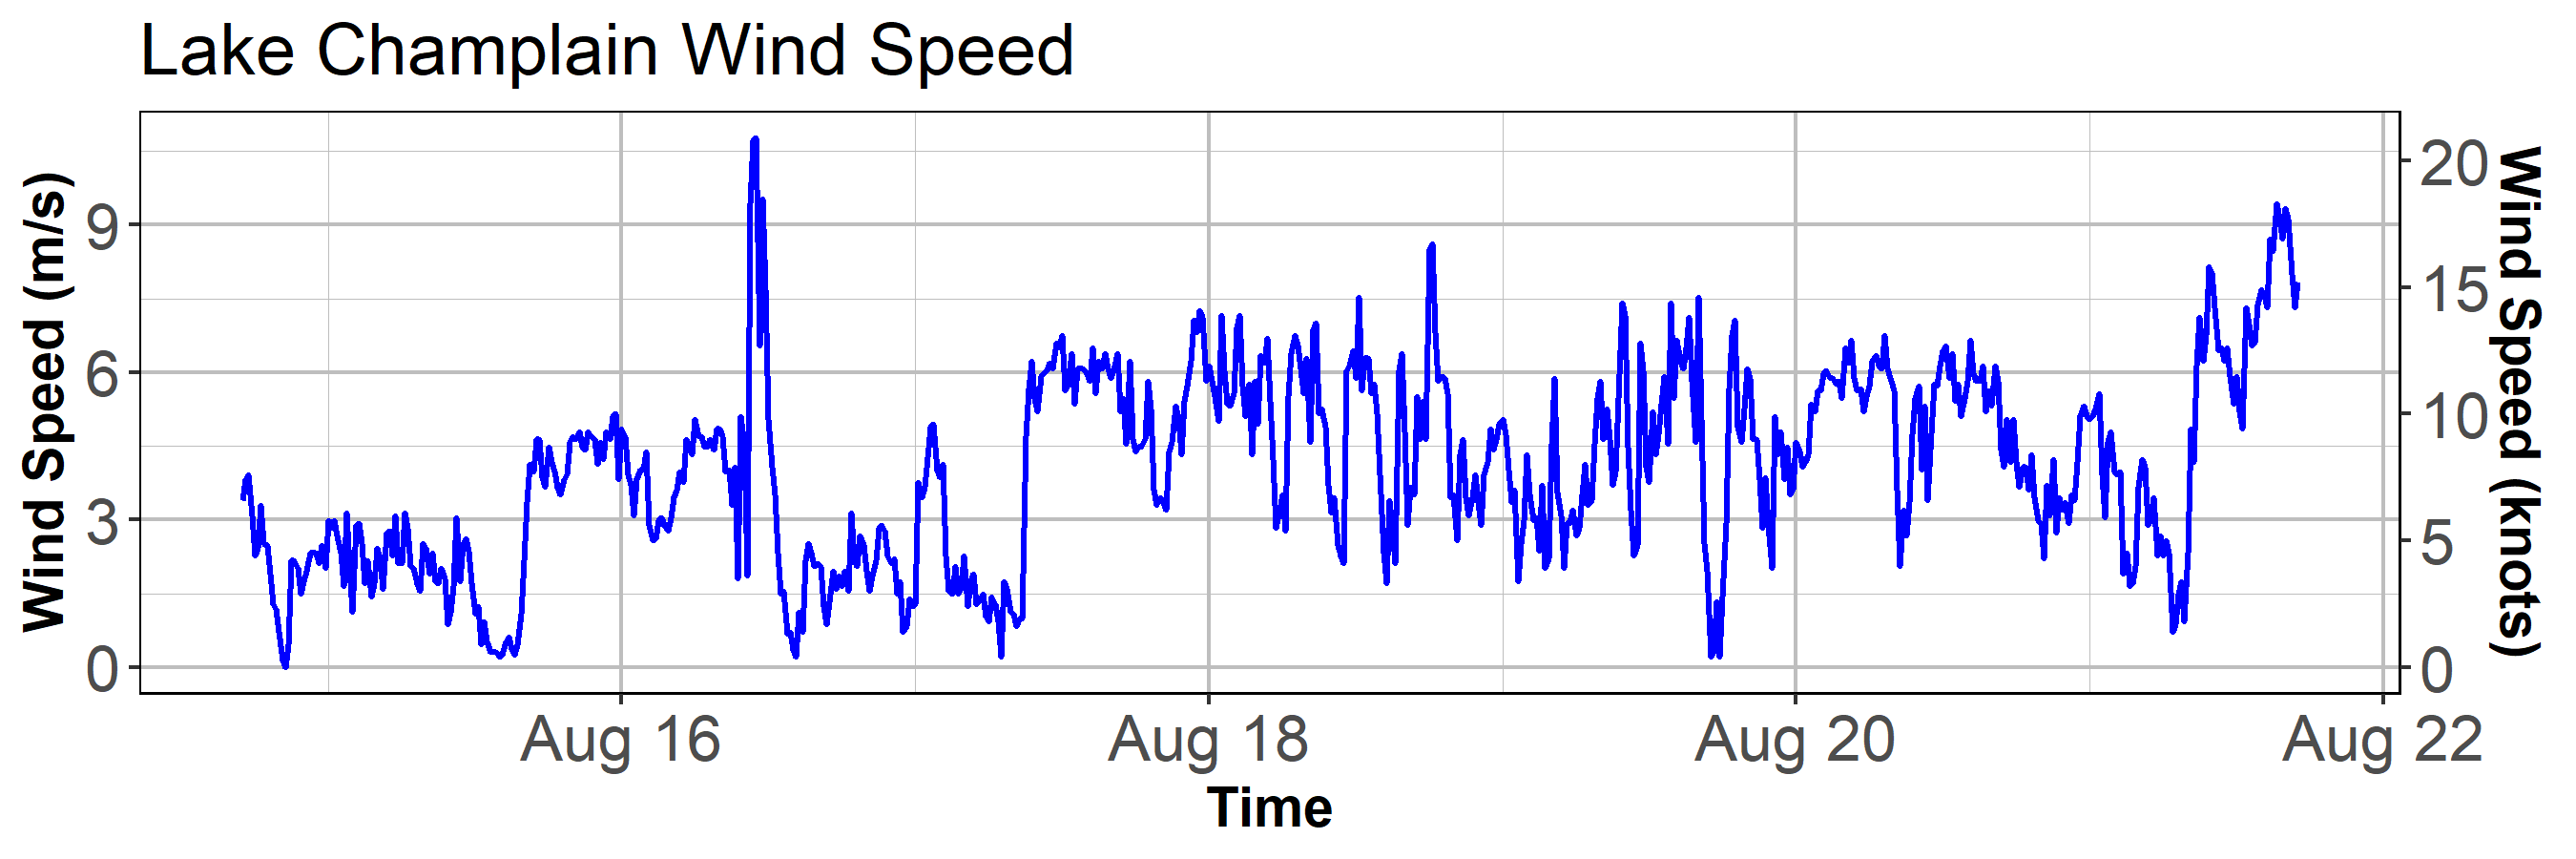 Lake Champlain Wind Speed
Wind Speed (m/s)
9
6
3
0
20
15
10
5
0
Wind Speed (knots)
Aug 16
Aug 18
Aug 20
Aug 22
Time